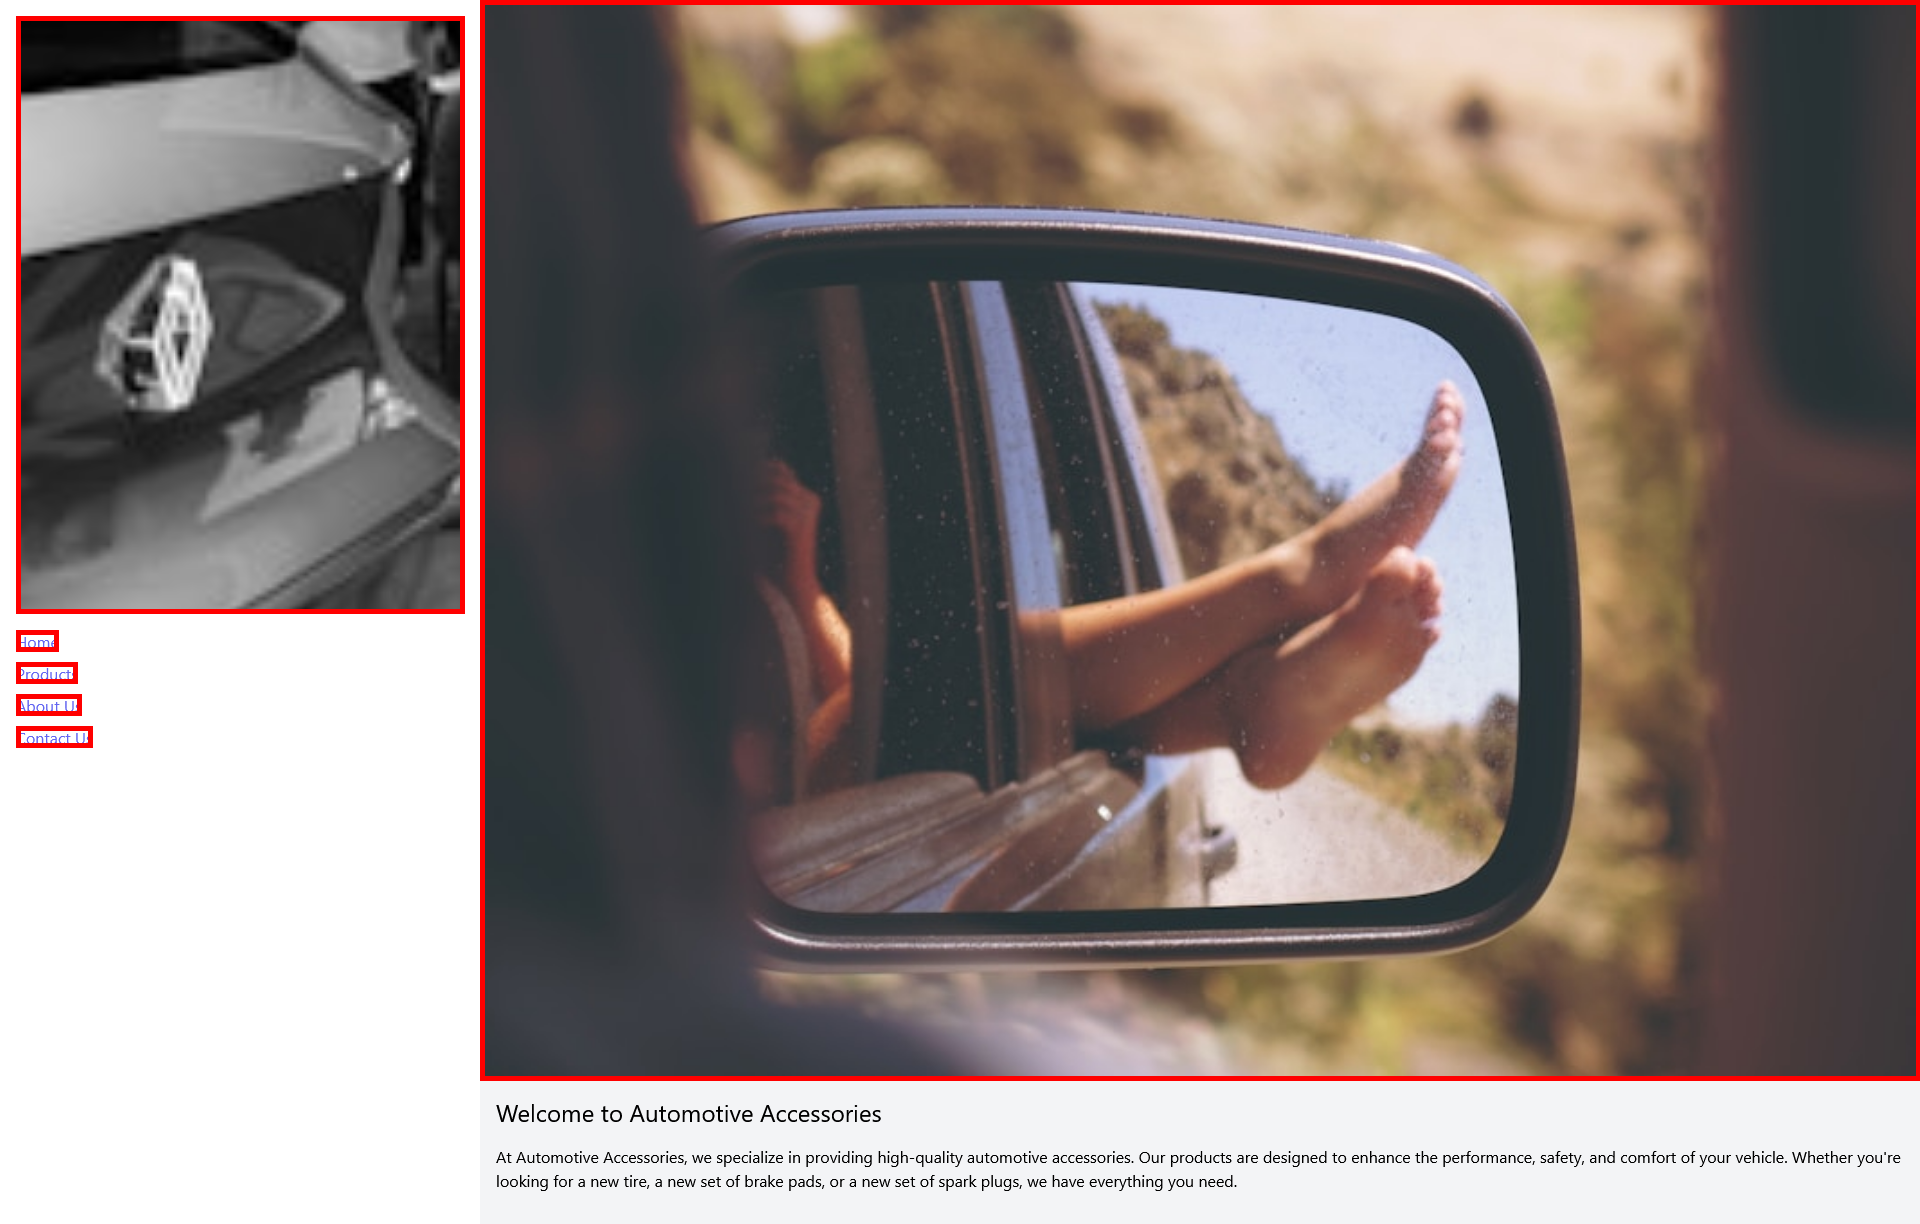 Home
Products
About Us
Contact Us
Welcome to Automotive Accessories
At Automotive Accessories, we specialize in providing high-quality automotive accessories. Our products are designed to enhance the performance, safety, and comfort of your vehicle. Whether you're
looking for a new tire, a new set of brake pads, or a new set of spark plugs, we have everything you need.